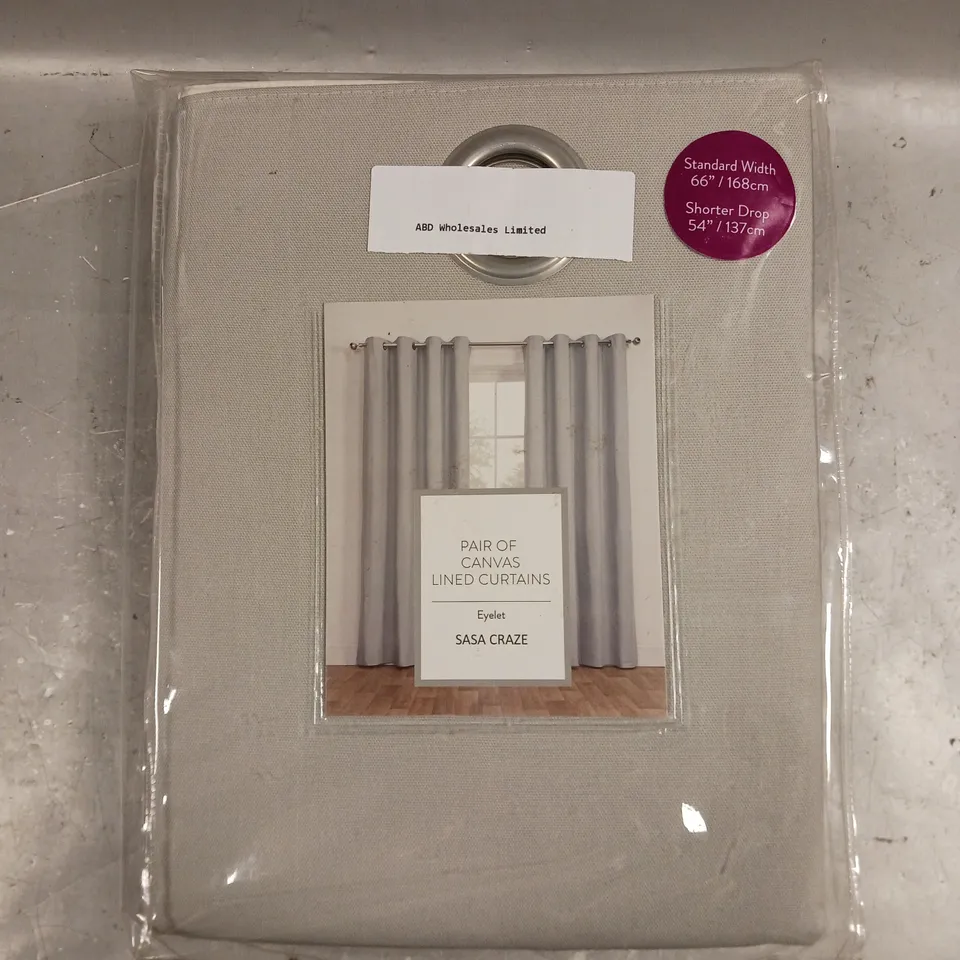 Standard Width
66” / 168cm
Shorter Drop
54” / 137cm
ABD Wholesales Limited
PAIR OF
CANVAS
LINED CURTAINS
Eyelet
SASA CRAZE